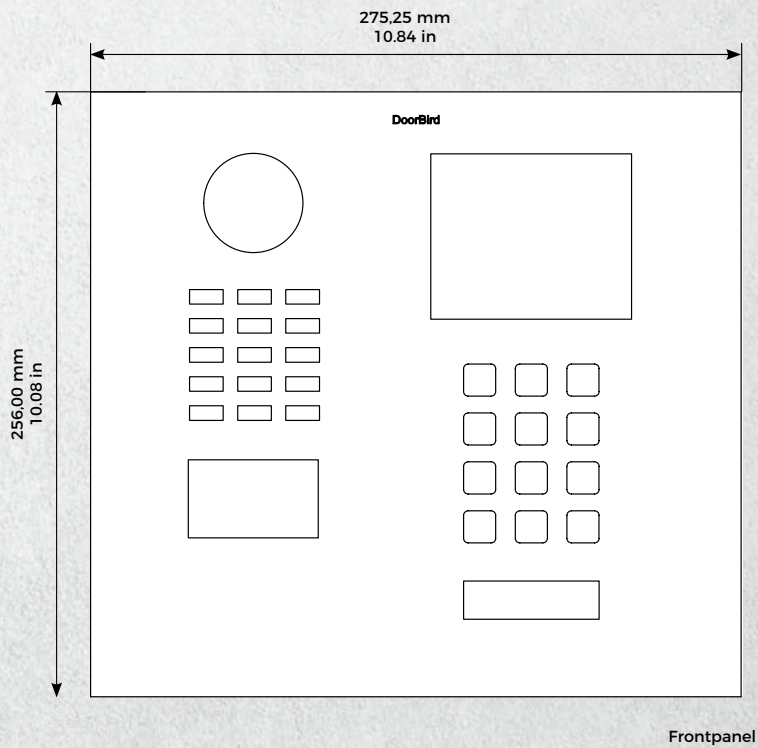 275,25 mm
10.84 in
DoorBird
256,00 mm
10.08 in
Frontpanel